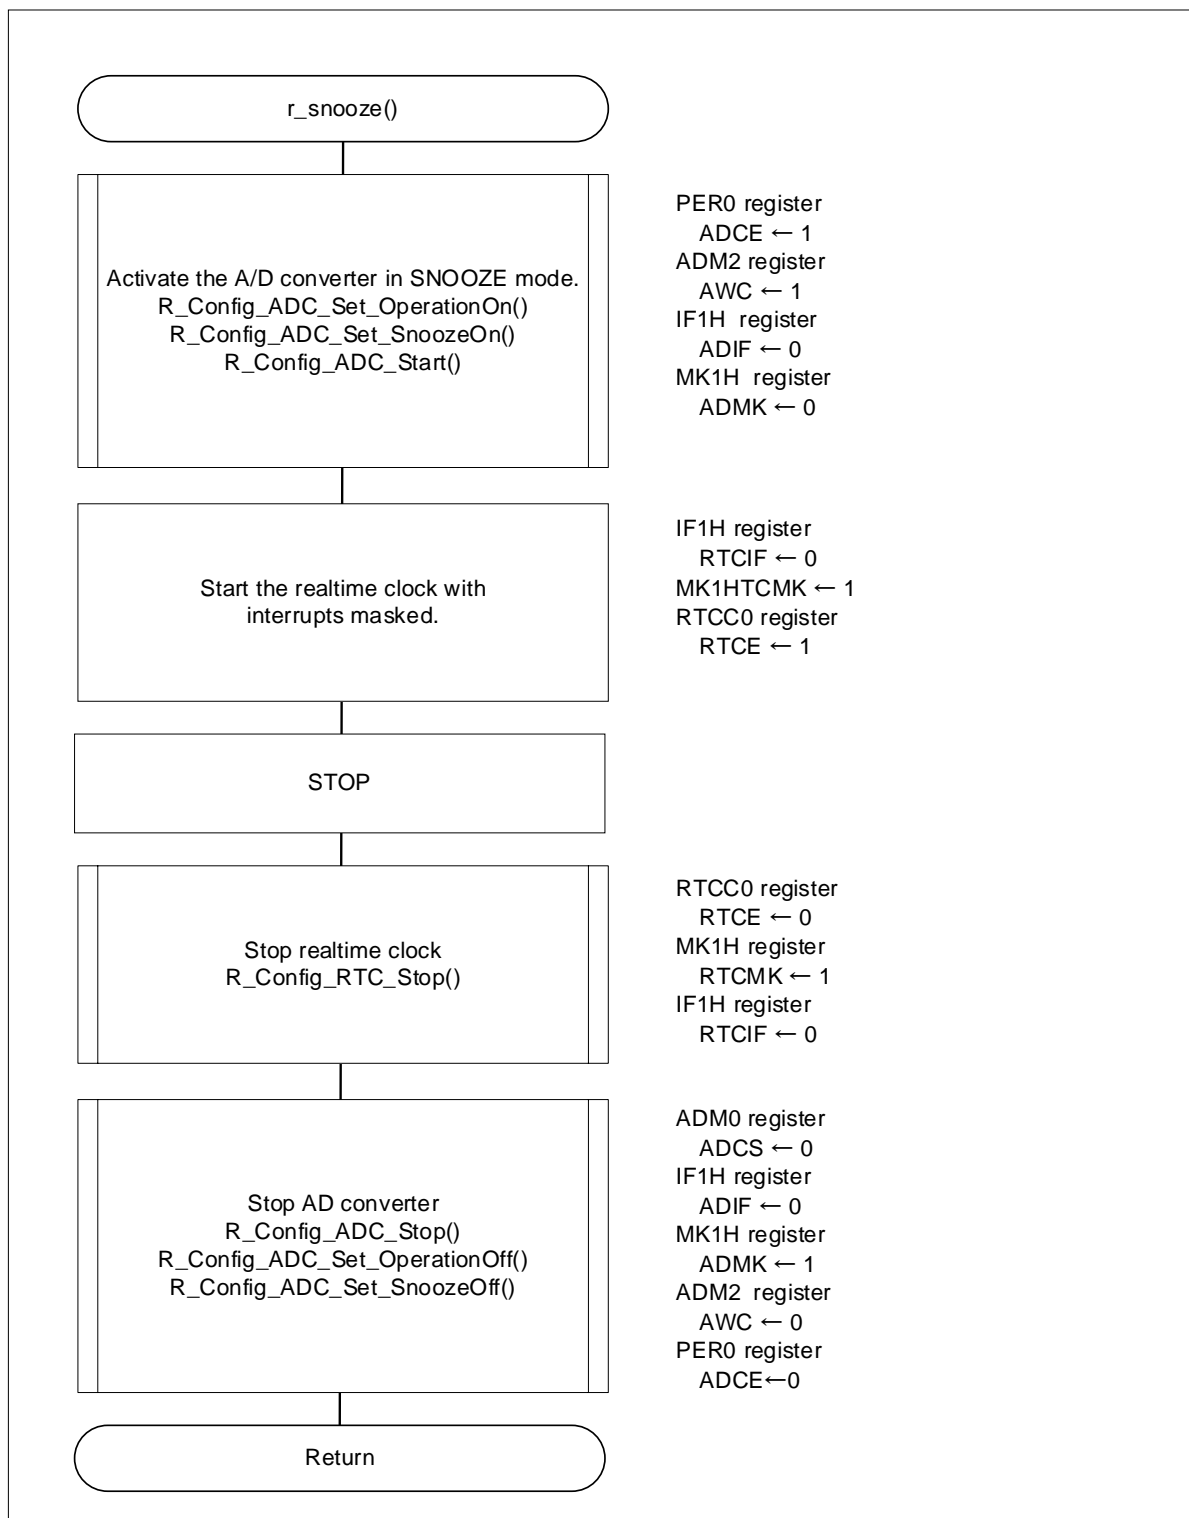 r_snooze()
Activate the A/D converter in SNOOZE mode.
R_Config_ADC_Set_OperationOn()
R_Config_ADC_Set_SnoozeOn()
R_Config_ADC_Start()
PER0 register
ADCE ← 1
ADM2 register
AWC ← 1
IF1H register
ADIF ← 0
MK1H register
ADMK ← 0
Start the realtime clock with
interrupts masked.
IF1H register
RTCIF ← 0
MK1HTCMK ← 1
RTCC0 register
RTCE ← 1
STOP
Stop realtime clock
R_Config_RTC_Stop()
RTCC0 register
RTCE ← 0
MK1H register
RTCMK ← 1
IF1H register
RTCIF ← 0
Stop AD converter
R_Config_ADC_Stop()
R_Config_ADC_Set_OperationOff()
R_Config_ADC_Set_SnoozeOff()
ADM0 register
ADCS ← 0
IF1H register
ADIF ← 0
MK1H register
ADMK ← 1
ADM2 register
AWC ← 0
PER0 register
ADCE←0
Return